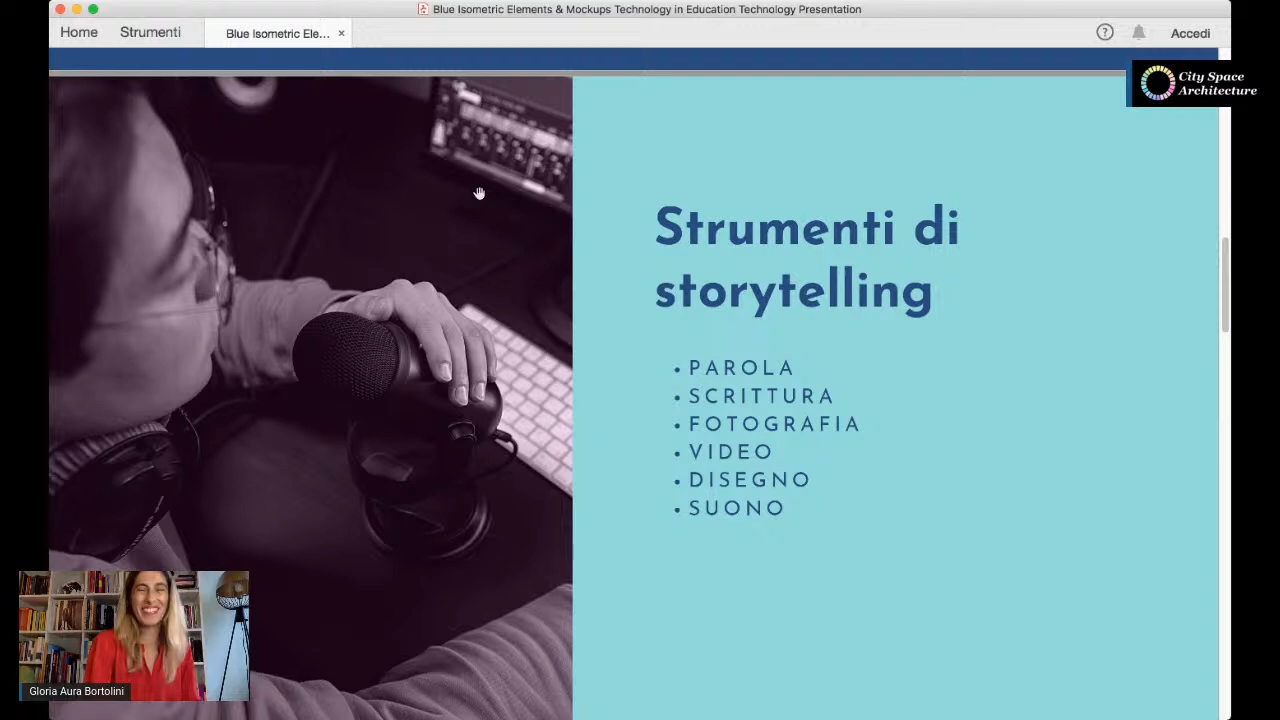 Blue Isometric Elements & Mockups Technology in Education Technology Presentation
Home
Strumenti
Blue Isometric Ele...
×
?
Accedi
City Space
Architecture
Strumenti di
storytelling
• PAROLA
• SCRITTURA
• FOTOGRAFIA
• VIDEO
• DISEGNO
• SUONO
Gloria Aura Bortolini